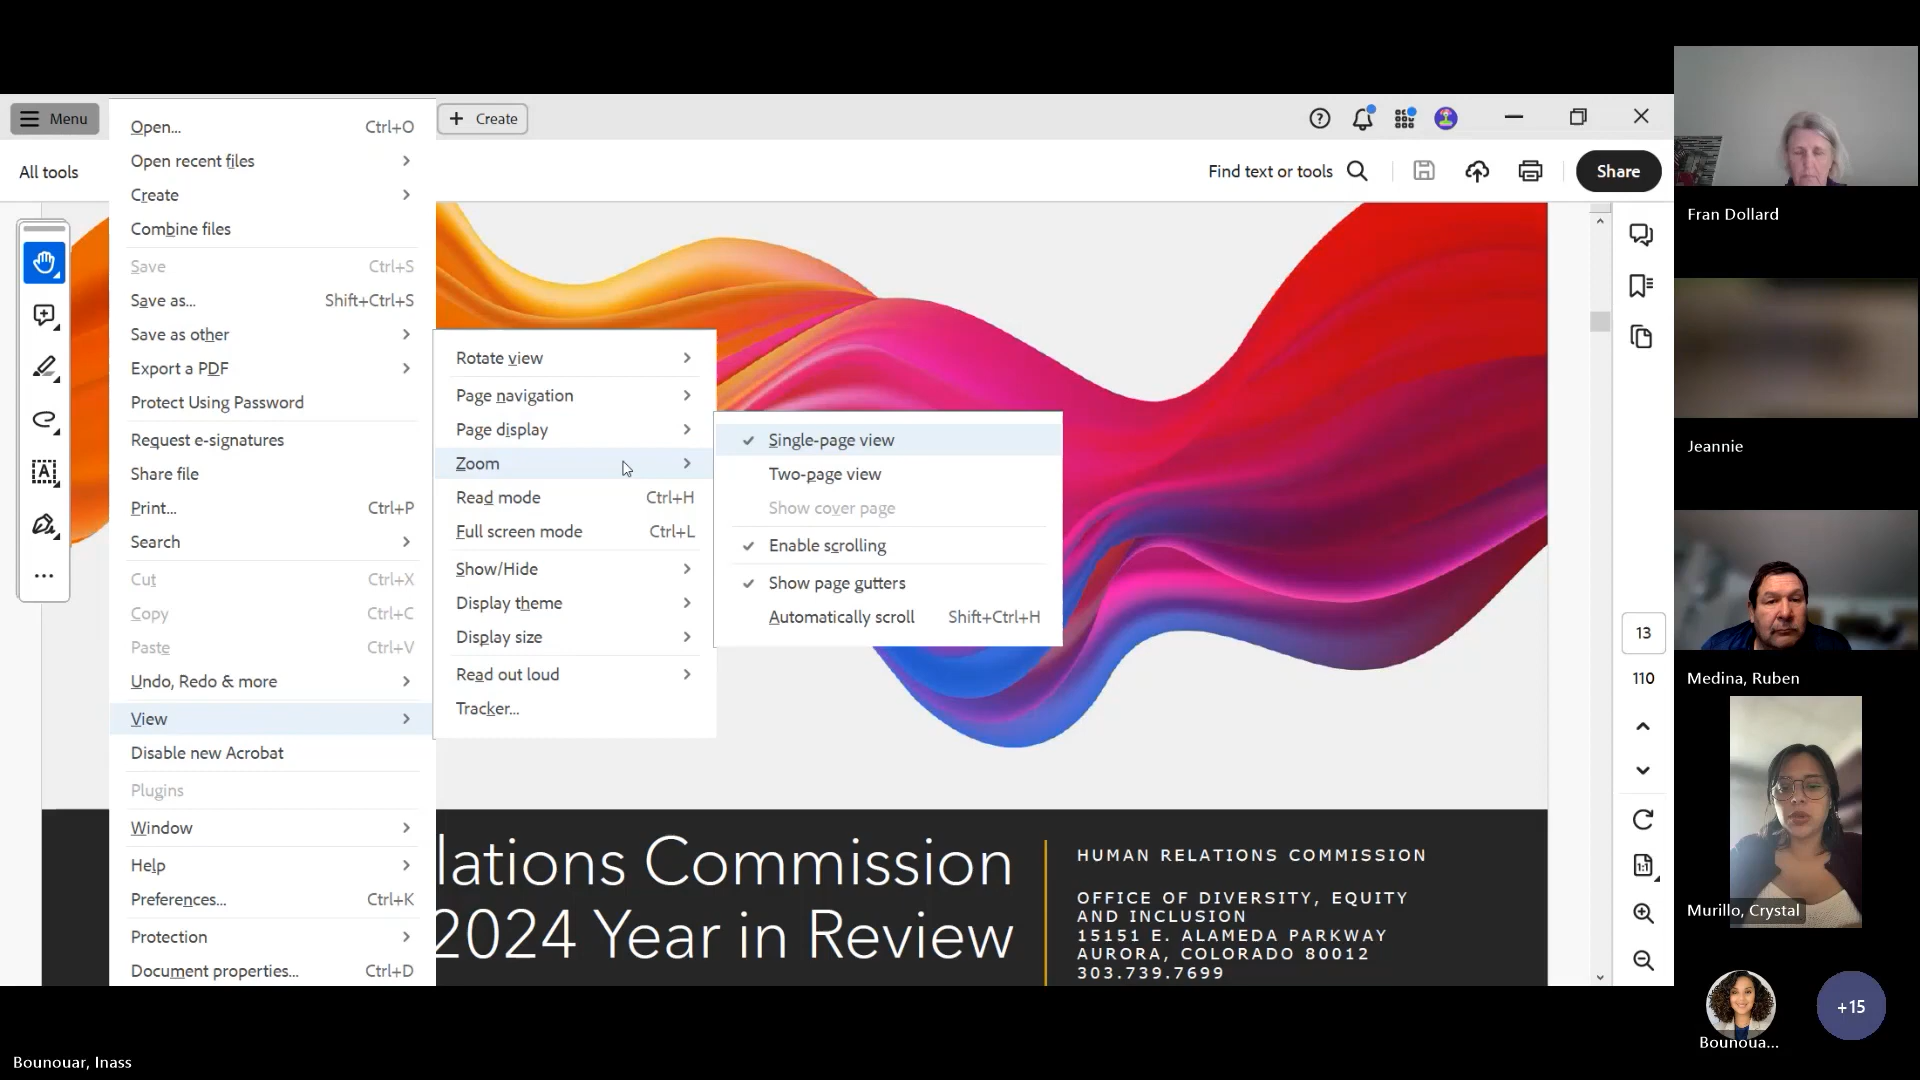 Menu
Create
All tools
Find text or tools
Share
Open... Ctrl+O
Open recent files
Create
Combine files
Save Ctrl+S
Save as... Shift+Ctrl+S
Save as other
Export a PDF
Protect Using Password
Request e-signatures
Share file
Print... Ctrl+P
Search
Cut Ctrl+X
Copy Ctrl+C
Paste Ctrl+V
Undo, Redo & more
View
Disable new Acrobat
Plugins
Window
Help
Preferences... Ctrl+K
Protection
Document properties... Ctrl+D
Rotate view
Page navigation
Page display
Zoom
Read mode Ctrl+H
Full screen mode Ctrl+L
Show/Hide
Display theme
Display size
Read out loud
Tracker...
Single-page view
Two-page view
Show cover page
Enable scrolling
Show page gutters
Automatically scroll Shift+Ctrl+H
13
110
1:1
lations Commission
2024 Year in Review
HUMAN RELATIONS COMMISSION
OFFICE OF DIVERSITY, EQUITY
AND INCLUSION
15151 E. ALAMEDA PARKWAY
AURORA, COLORADO 80012
303.739.7699
Fran Dollard
Jeannie
Medina, Ruben
Murillo, Crystal
Bounoua...
+15
Bounouar, Inass